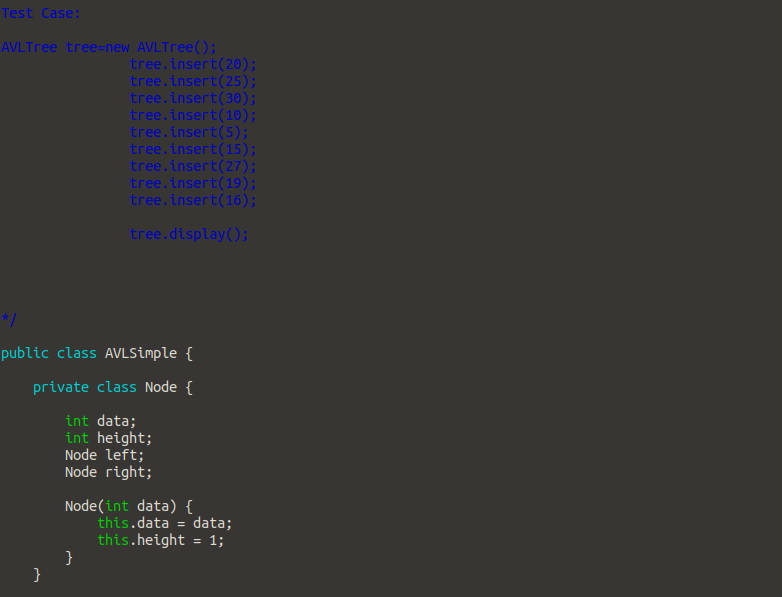 Test Case:
AVLTree tree=new AVLTree();
tree.insert(20);
tree.insert(25);
tree.insert(30);
tree.insert(10);
tree.insert(5);
tree.insert(15);
tree.insert(27);
tree.insert(19);
tree.insert(16);
tree.display();
*/
public class AVLSimple {
private class Node {
int data;
int height;
Node left;
Node right;
Node(int data) {
this.data = data;
this.height = 1;
}
}